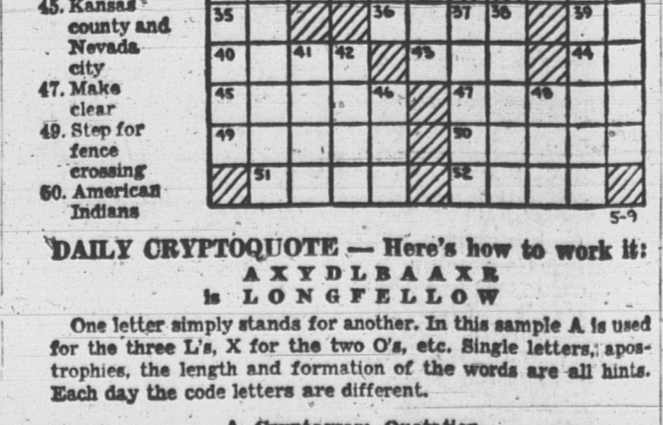 45. Kansas
county and
Nevada
city
47. Make
clear
49. Step for
fence
crossing
50. American
Indians
35 36 37 38 39
40 41 42 43 44
45 46 47 48
49 50
51 52
5-9
DAILY CRYPTOQUOTE — Here's how to work it:
A X Y D L B A A X R
is L O N G F E L L O W
One letter simply stands for another. In this sample A is used
for the three L's, X for the two O's, etc. Single letters, apos-
trophies, the length and formation of the words are all hints.
Each day the code letters are different.
A Cryptogram Quotation